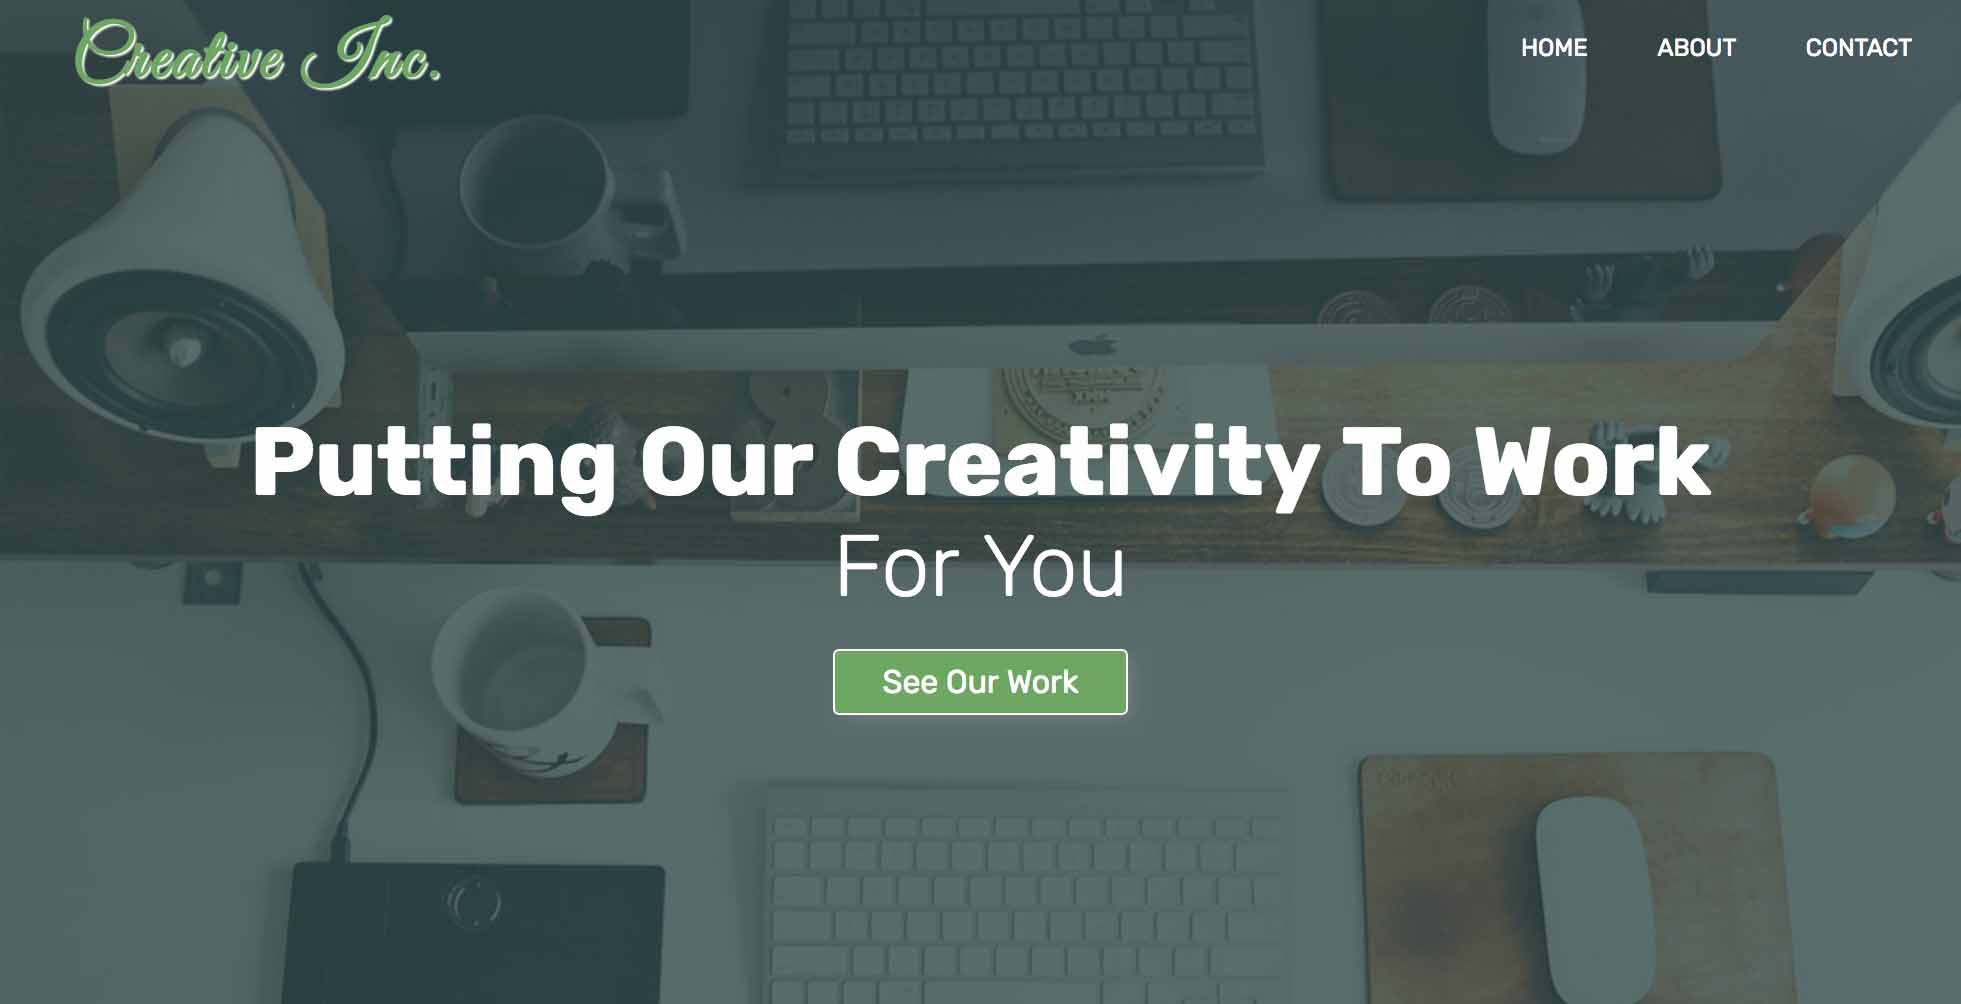 Creative Inc.
HOME ABOUT CONTACT
Putting Our Creativity To Work
For You
See Our Work